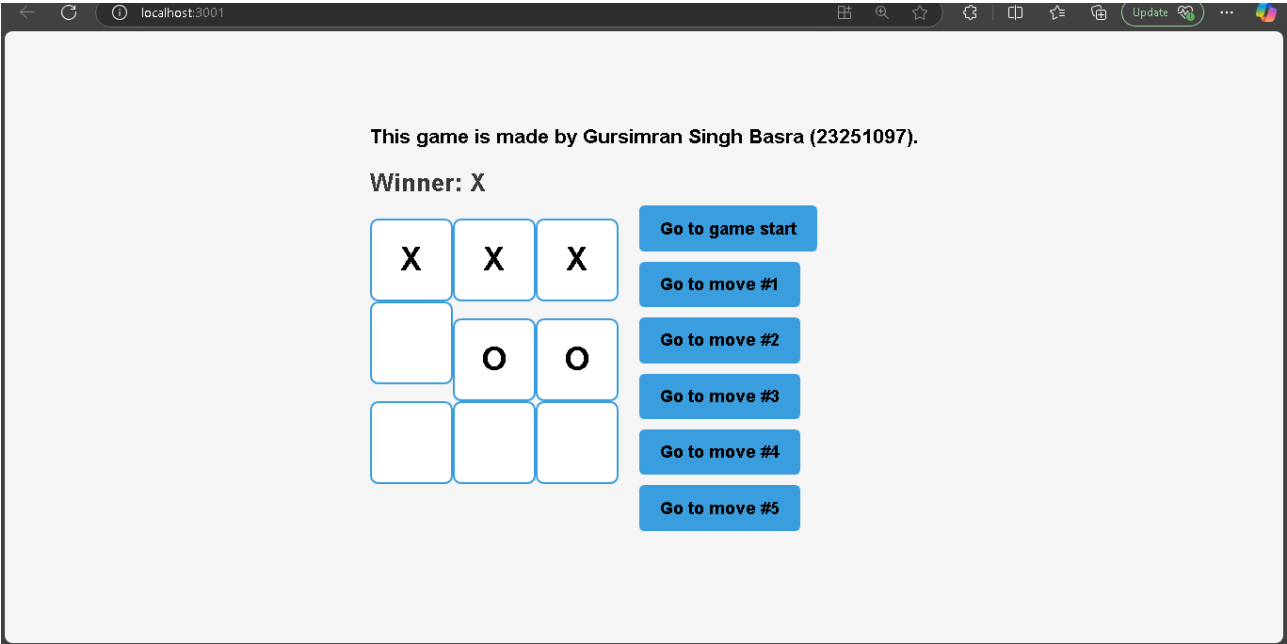 localhost:3001
Update
This game is made by Gursimran Singh Basra (23251097).
Winner: X
X X X
O O
Go to game start
Go to move #1
Go to move #2
Go to move #3
Go to move #4
Go to move #5